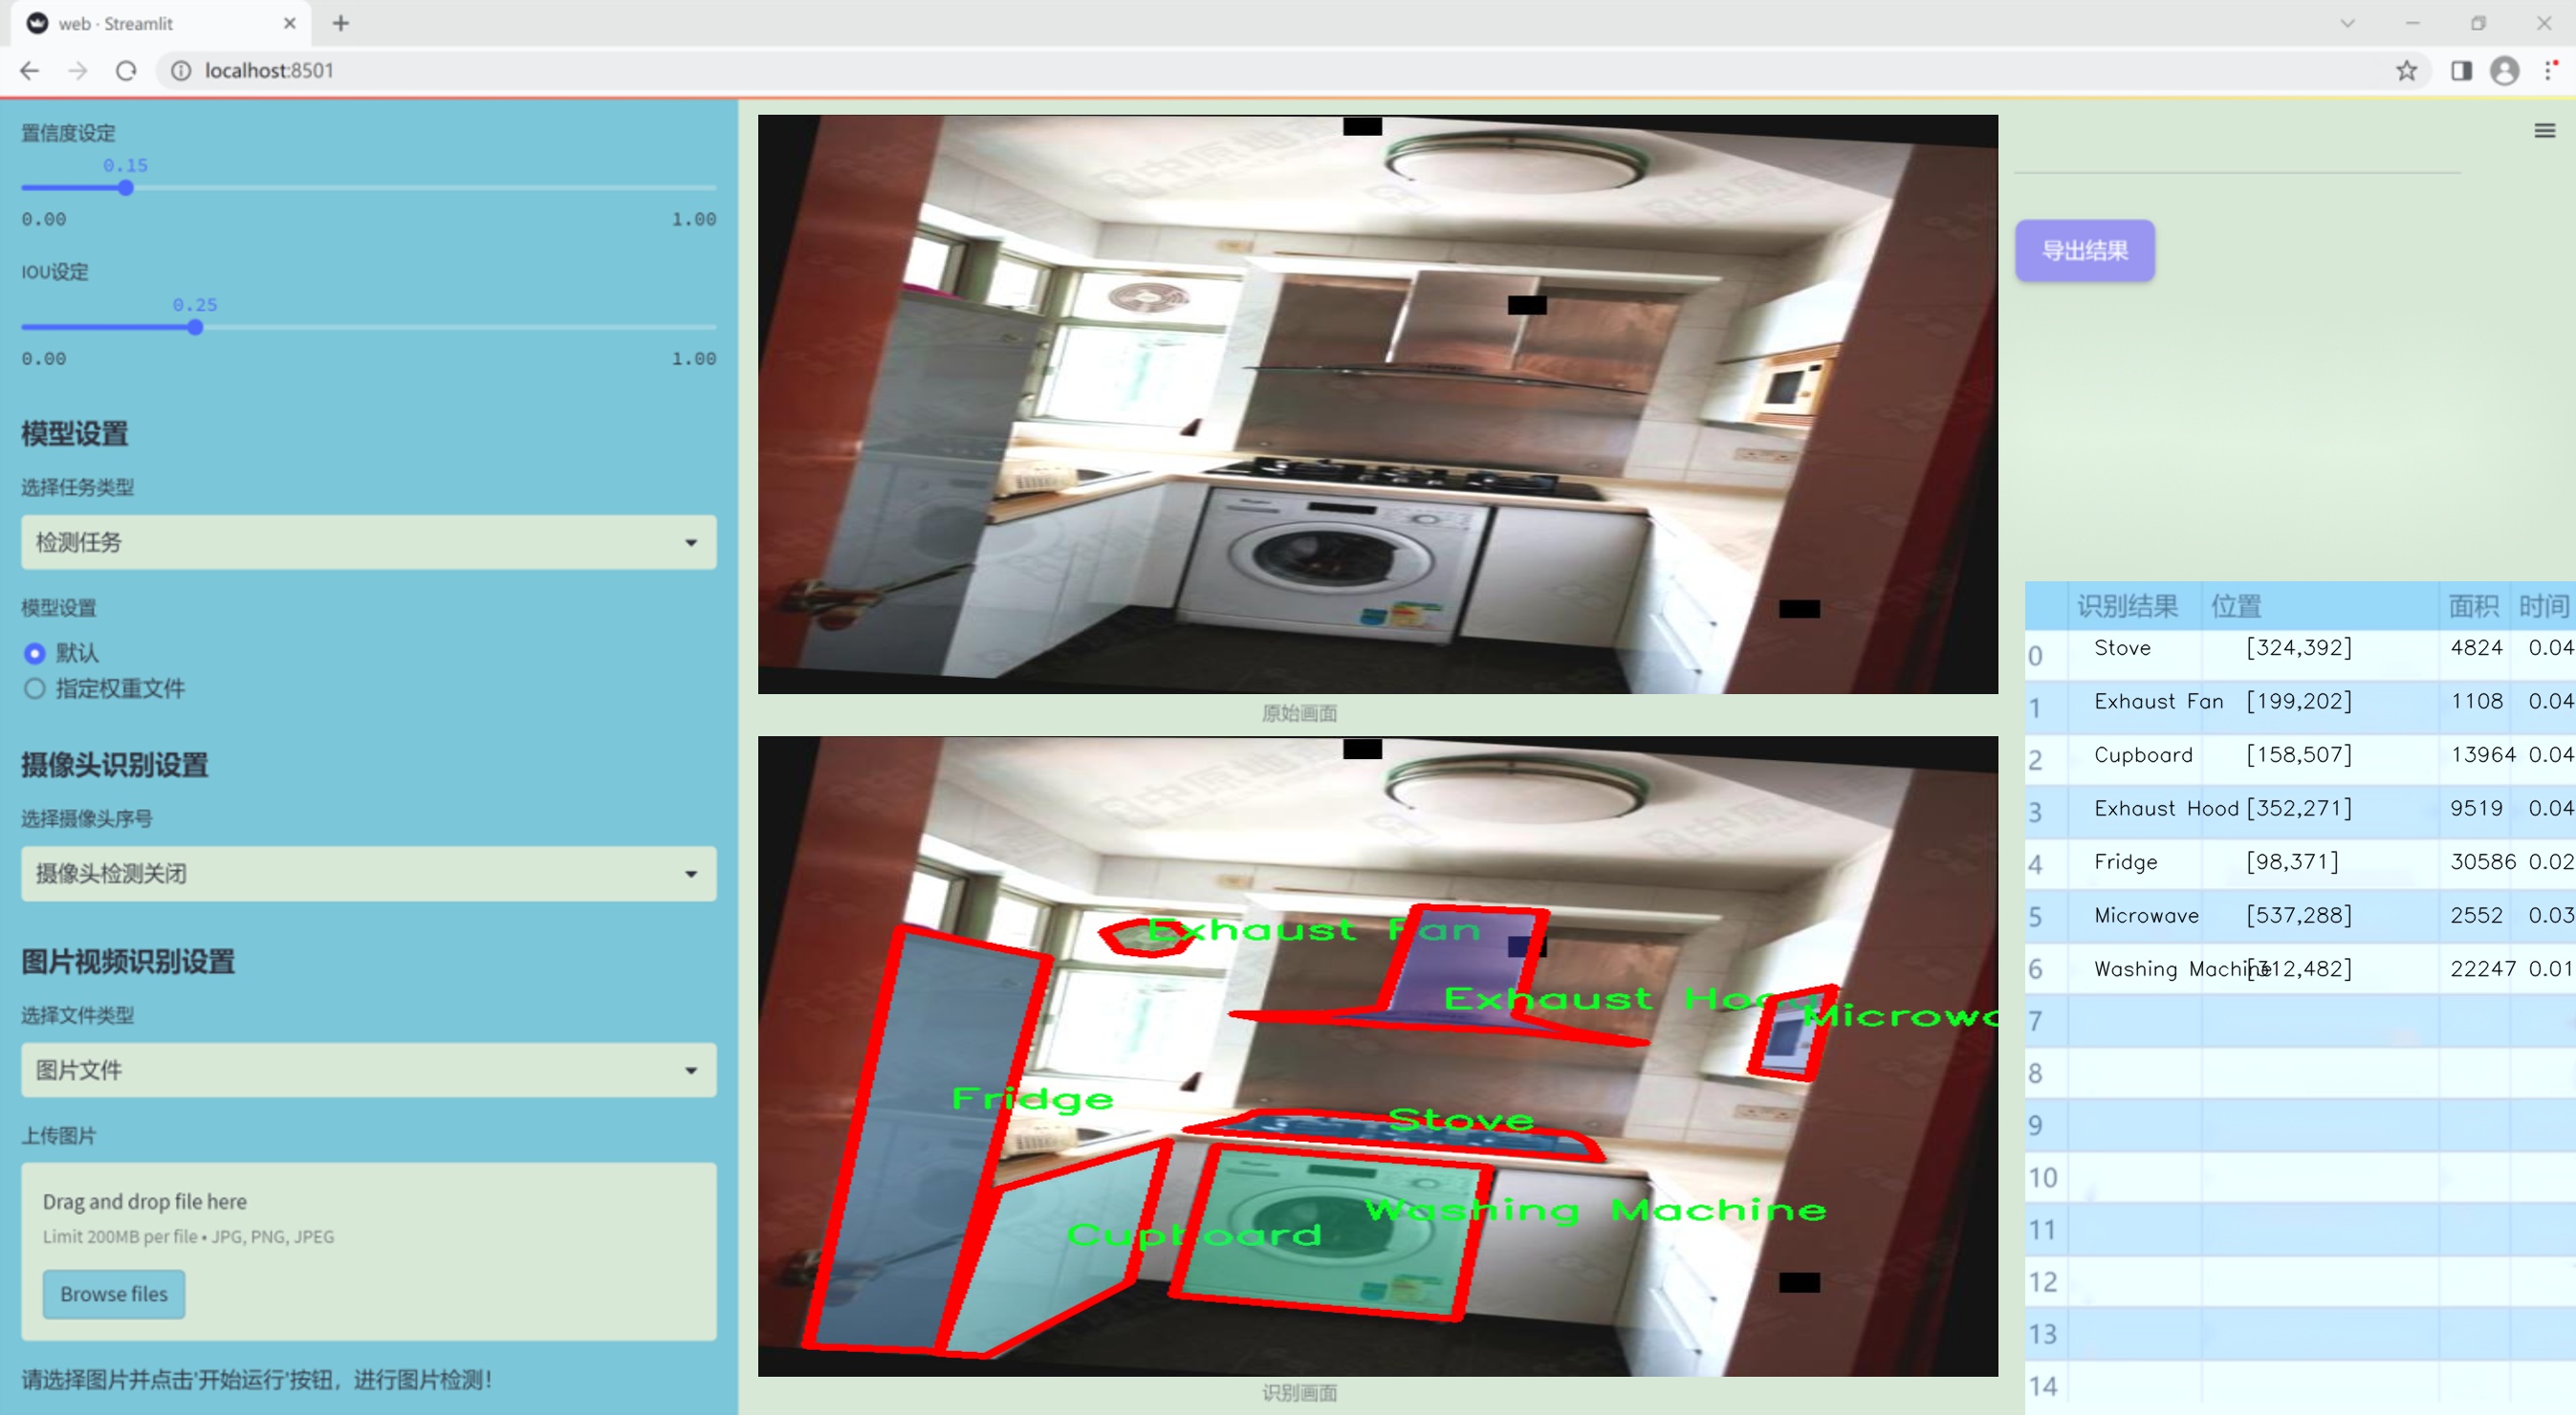 web · Streamlit
localhost:8501
置信度设定
0.15
0.00 1.00
IOU设定
0.25
0.00 1.00
模型设置
选择任务类型
检测任务
模型设置
默认
指定权重文件
摄像头识别设置
选择摄像头序号
摄像头检测关闭
图片视频识别设置
选择文件类型
图片文件
上传图片
Drag and drop file here
Limit 200MB per file • JPG, PNG, JPEG
Browse files
请选择图片并点击'开始运行'按钮，进行图片检测！
原始画面
Exhaust Fan
Exhaust Hood
Microwa
Fridge
Stove
Washing Machine
Cupboard
识别画面
导出结果
识别结果 位置 面积 时间
0 Stove [324,392] 4824 0.04
1 Exhaust Fan [199,202] 1108 0.04
2 Cupboard [158,507] 13964 0.04
3 Exhaust Hood [352,271] 9519 0.04
4 Fridge [98,371] 30586 0.02
5 Microwave [537,288] 2552 0.03
6 Washing Machine [312,482] 22247 0.01
7
8
9
10
11
12
13
14